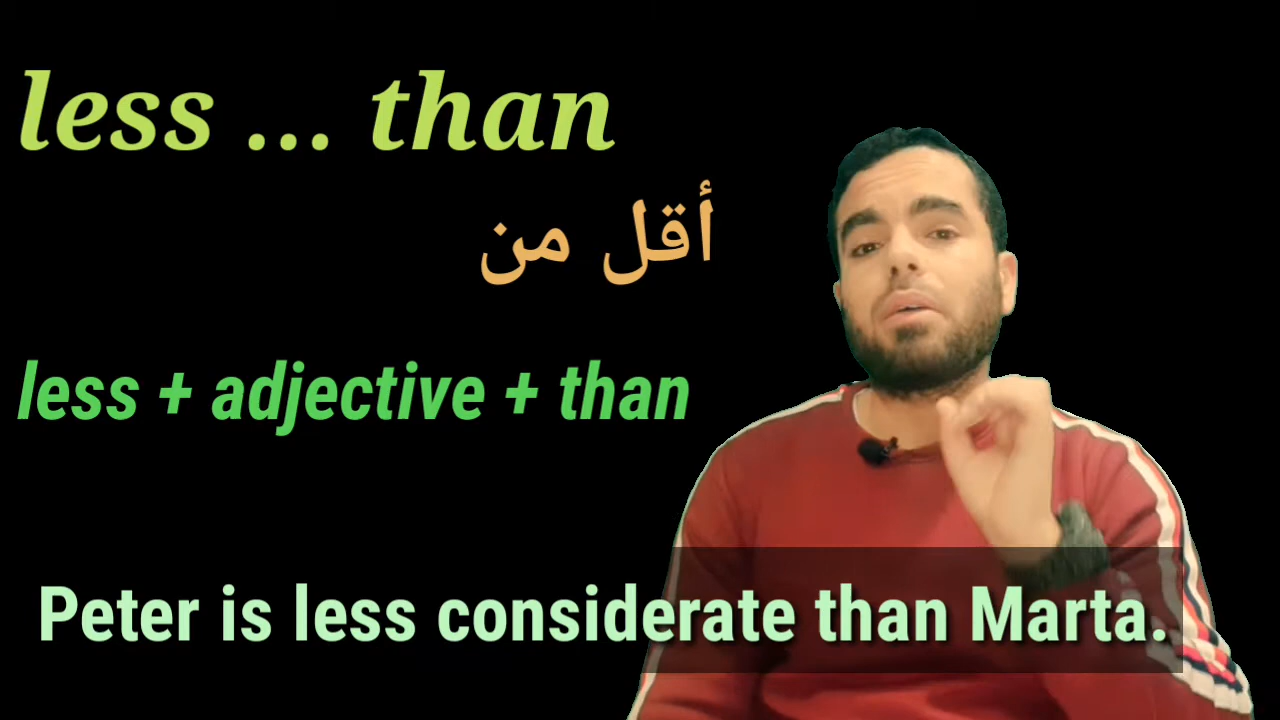 less ... than
أقل من
less + adjective + than
Peter is less considerate than Marta.